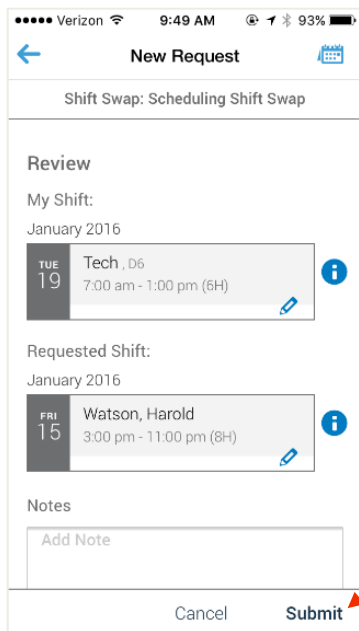 Verizon 9:49 AM 93%
New Request
Shift Swap: Scheduling Shift Swap
Review
My Shift:
January 2016
TUE
19
Tech , D6
7:00 am - 1:00 pm (6H)
Requested Shift:
January 2016
FRI
15
Watson, Harold
3:00 pm - 11:00 pm (8H)
Notes
Add Note
Cancel Submit